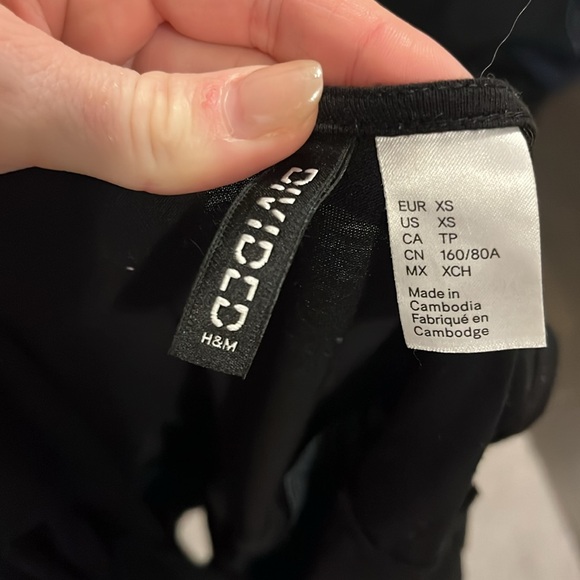 DIVIDED
H&M
EUR XS
US XS
CA TP
CN 160/80A
MX XCH
Made in
Cambodia
Fabriqué en
Cambodge